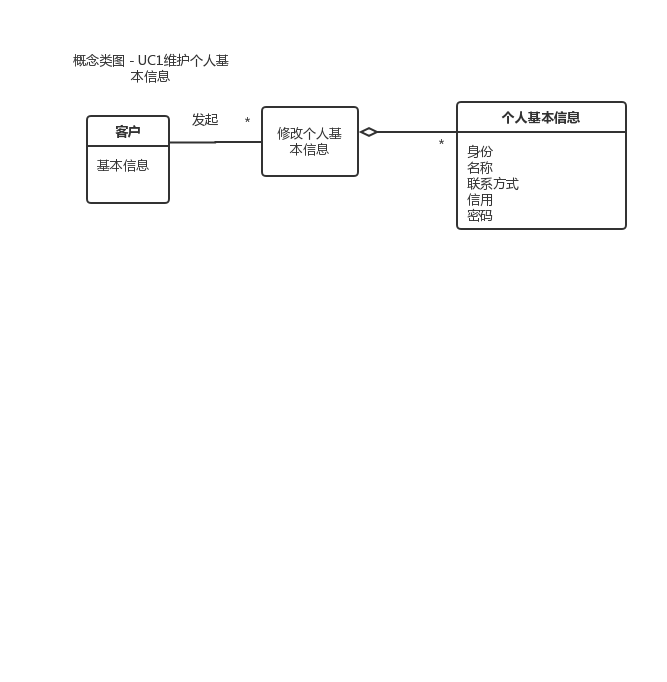 概念类图 - UC1维护个人基
本信息
客户
基本信息
发起
*
修改个人基
本信息
*
个人基本信息
身份
名称
联系方式
信用
密码